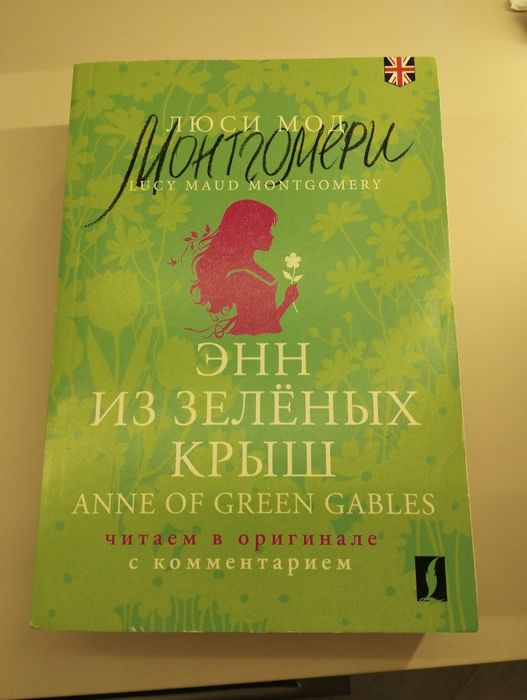 ЛЮСИ МОД
МОНТГОМЕРИ
LUCY MAUD MONTGOMERY
ЭНН
ИЗ ЗЕЛЁНЫХ
КРЫШ
ANNE OF GREEN GABLES
читаем в оригинале
с комментарием